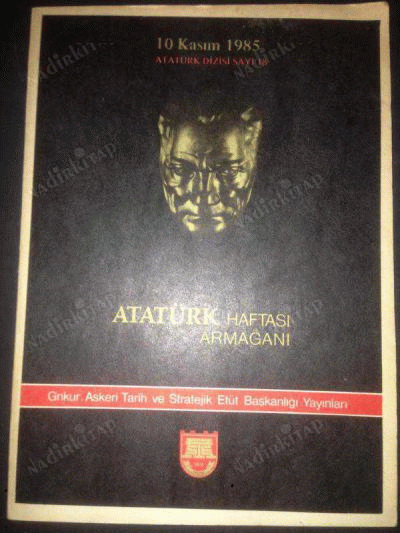 10 Kasım 1985
ATATÜRK DİZİSİ SAYI:
ATATÜRK HAFTASI
ARMAĞANI
Gnkur. Askeri Tarih ve Stratejik Etüt Başkanlığı Yayınları
nadirkitap